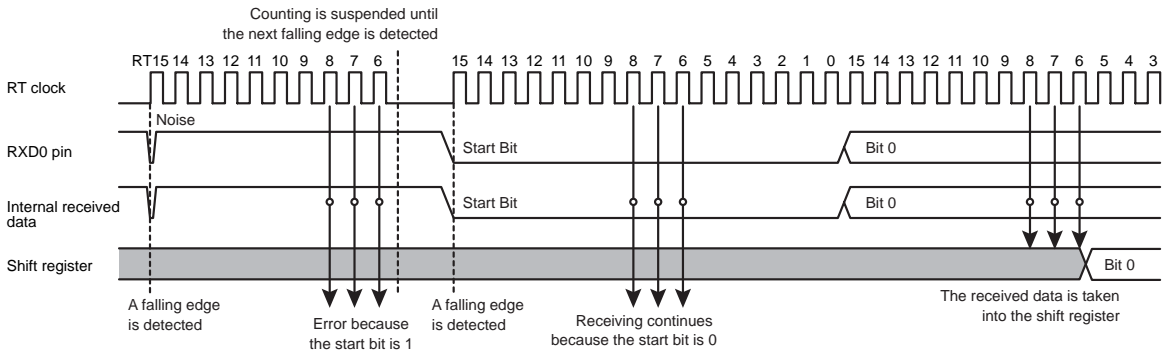 Counting is suspended until
the next falling edge is detected
RT15 14 13 12 11 10 9 8 7 6 15 14 13 12 11 10 9 8 7 6 5 4 3 2 1 0 15 14 13 12 11 10 9 8 7 6 5 4 3
RT clock
Noise
RXD0 pin
Start Bit
Bit 0
Internal received
data
Start Bit
Bit 0
Shift register
Bit 0
A falling edge
is detected
Error because
the start bit is 1
A falling edge
is detected
Receiving continues
because the start bit is 0
The received data is taken
into the shift register